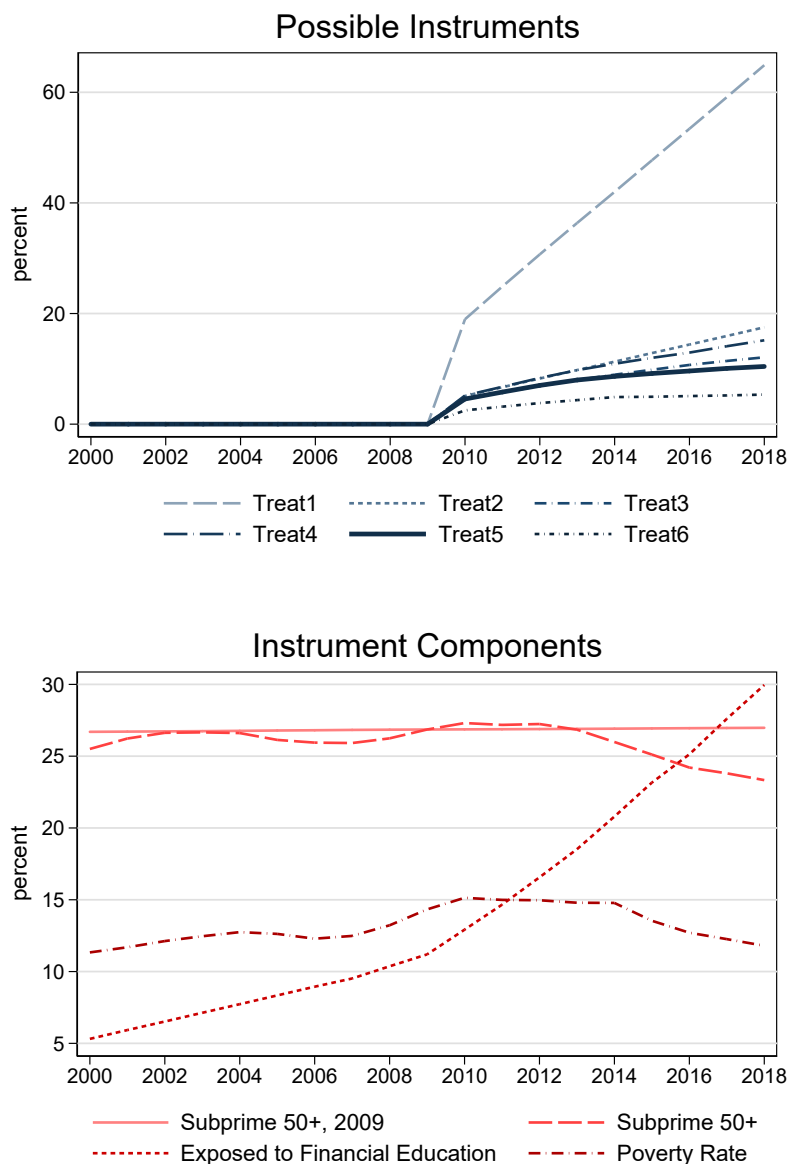 Possible Instruments
percent
60
40
20
0
2000 2002 2004 2006 2008 2010 2012 2014 2016 2018
Treat1 Treat2 Treat3
Treat4 Treat5 Treat6
Instrument Components
percent
30
25
20
15
10
5
2000 2002 2004 2006 2008 2010 2012 2014 2016 2018
Subprime 50+, 2009 Subprime 50+
Exposed to Financial Education Poverty Rate